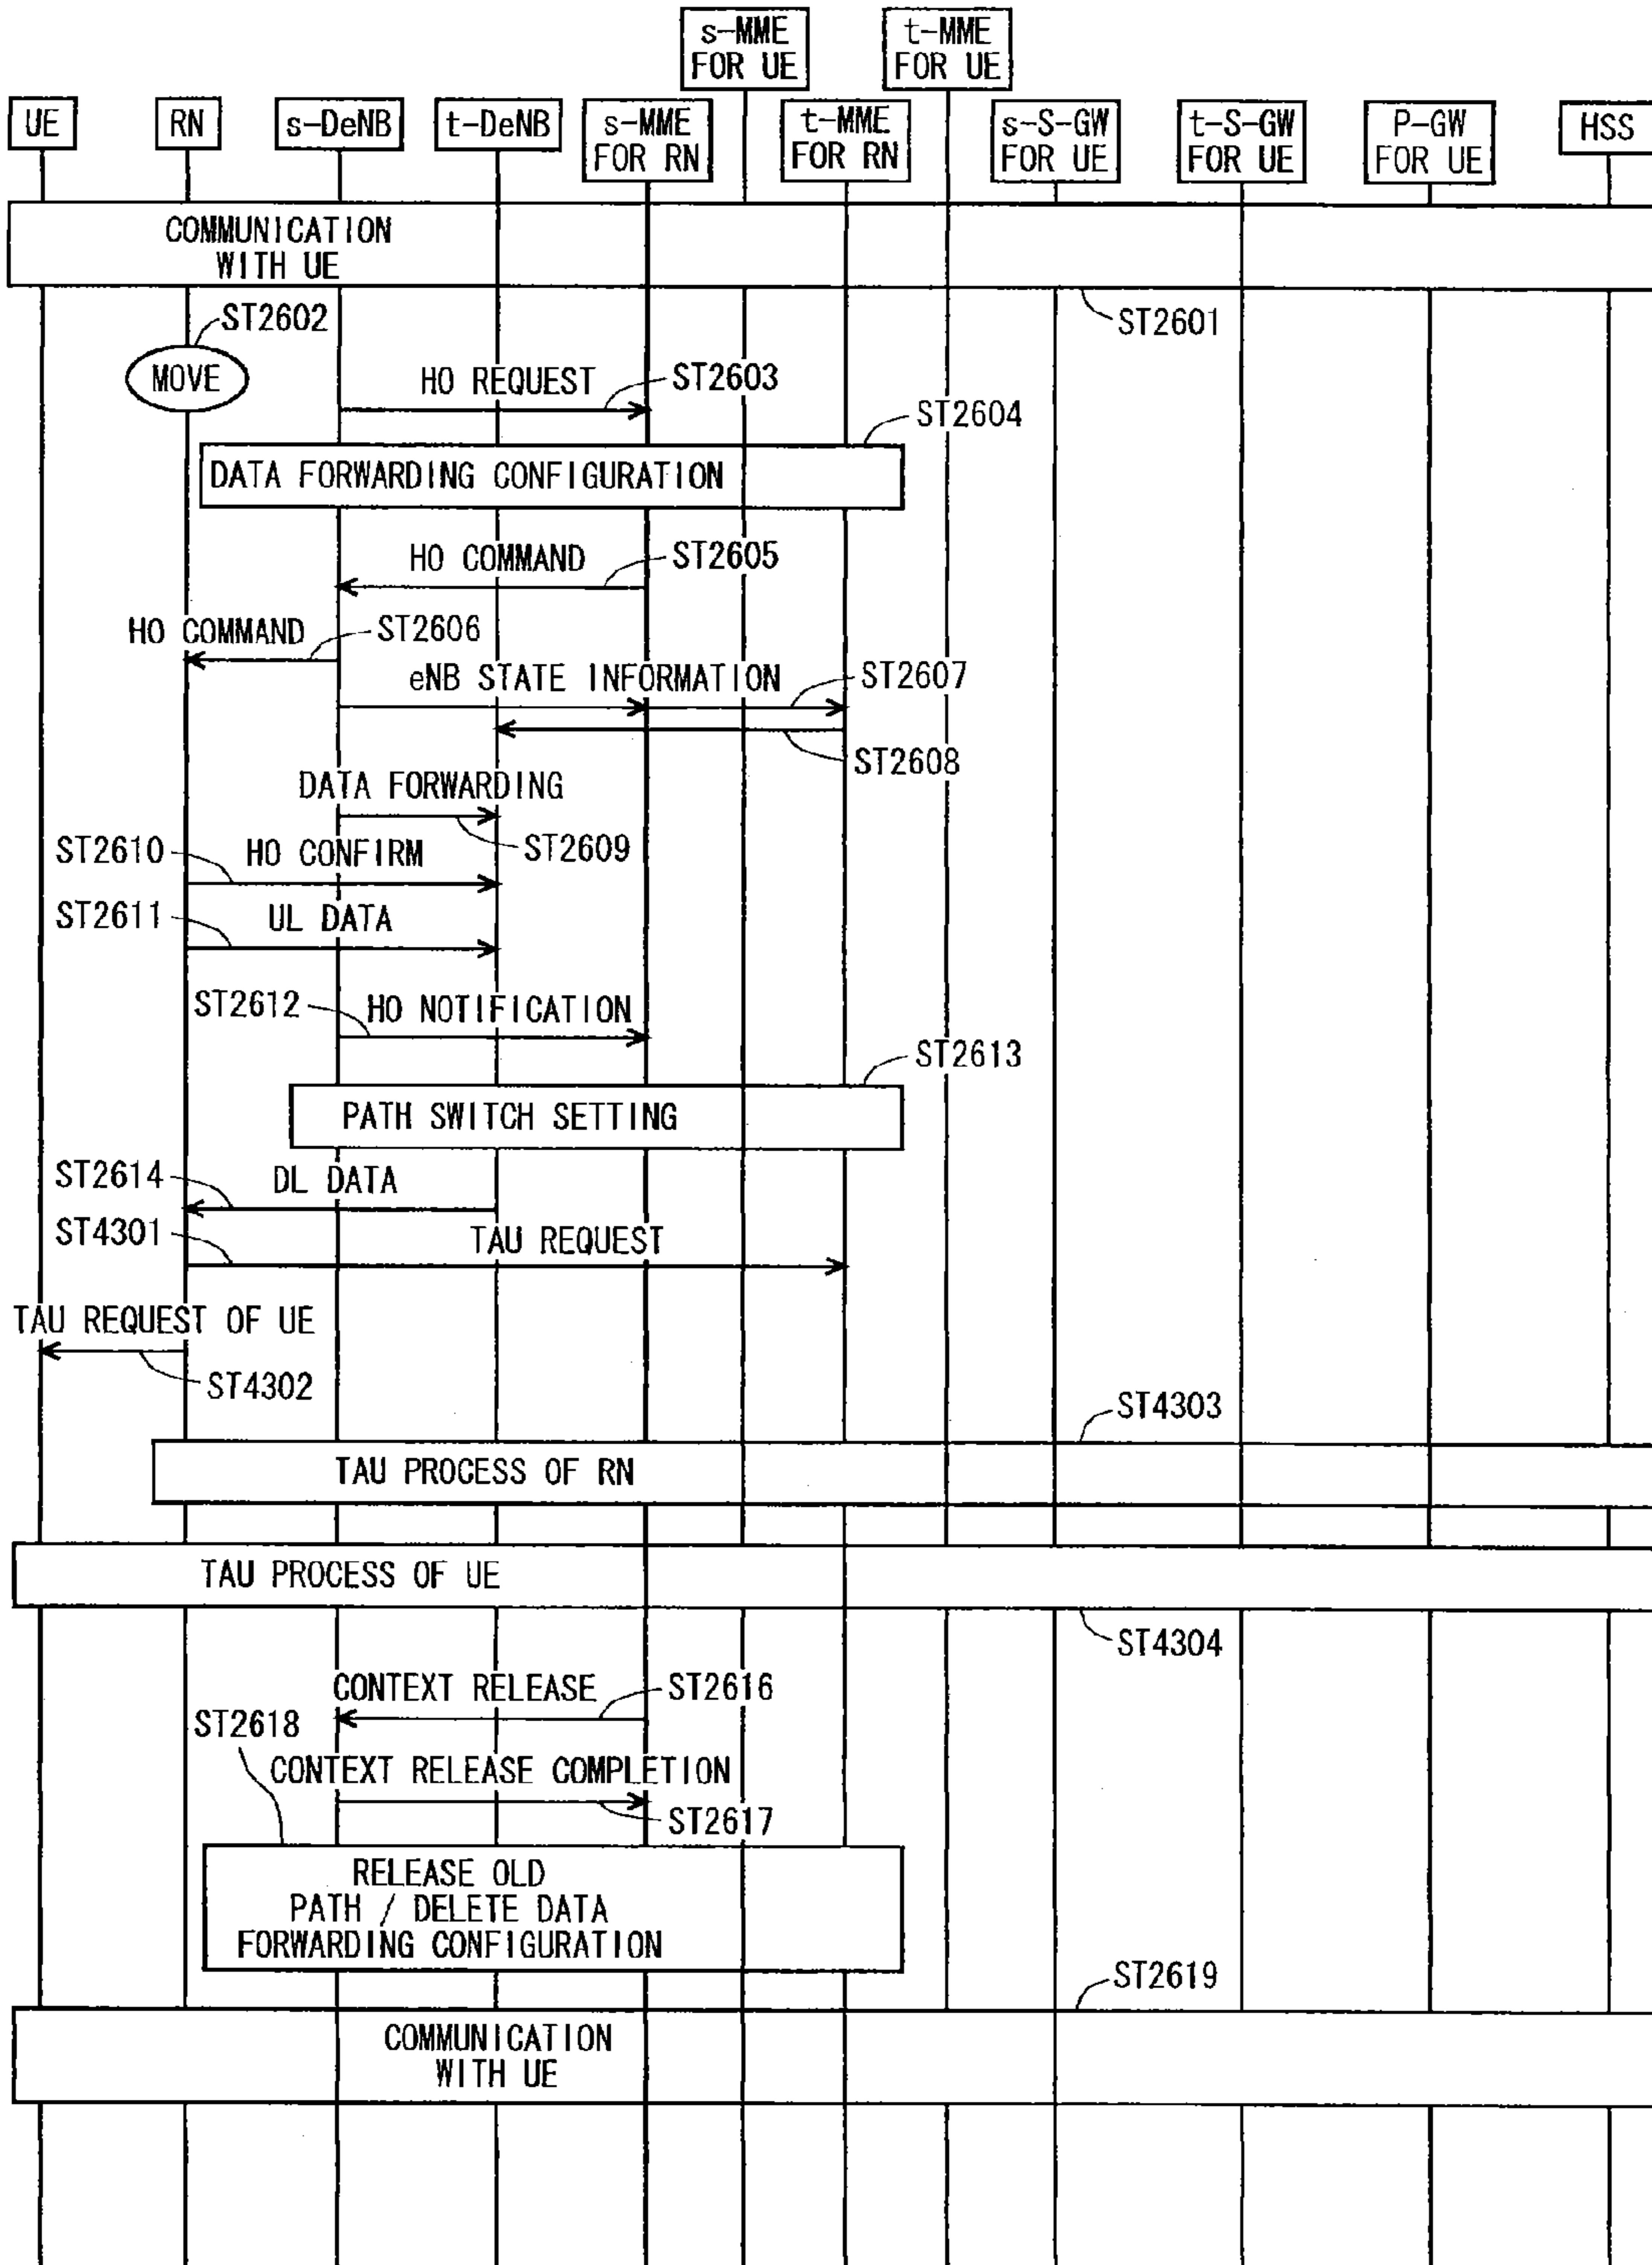 s-MME
FOR UE
t-MME
FOR UE
UE
RN
s-DeNB
t-DeNB
s-MME
FOR RN
t-MME
FOR RN
s-S-GW
FOR UE
t-S-GW
FOR UE
P-GW
FOR UE
HSS
COMMUNICATION
WITH UE
ST2601
ST2602
MOVE
HO REQUEST
ST2603
ST2604
DATA FORWARDING CONFIGURATION
HO COMMAND
ST2605
HO COMMAND
ST2606
eNB STATE INFORMATION
ST2607
ST2608
DATA FORWARDING
ST2609
ST2610
HO CONFIRM
ST2611
UL DATA
ST2612
HO NOTIFICATION
ST2613
PATH SWITCH SETTING
ST2614
DL DATA
ST4301
TAU REQUEST
TAU REQUEST OF UE
ST4302
ST4303
TAU PROCESS OF RN
TAU PROCESS OF UE
ST4304
CONTEXT RELEASE
ST2616
ST2618
CONTEXT RELEASE COMPLETION
ST2617
RELEASE OLD
PATH / DELETE DATA
FORWARDING CONFIGURATION
ST2619
COMMUNICATION
WITH UE